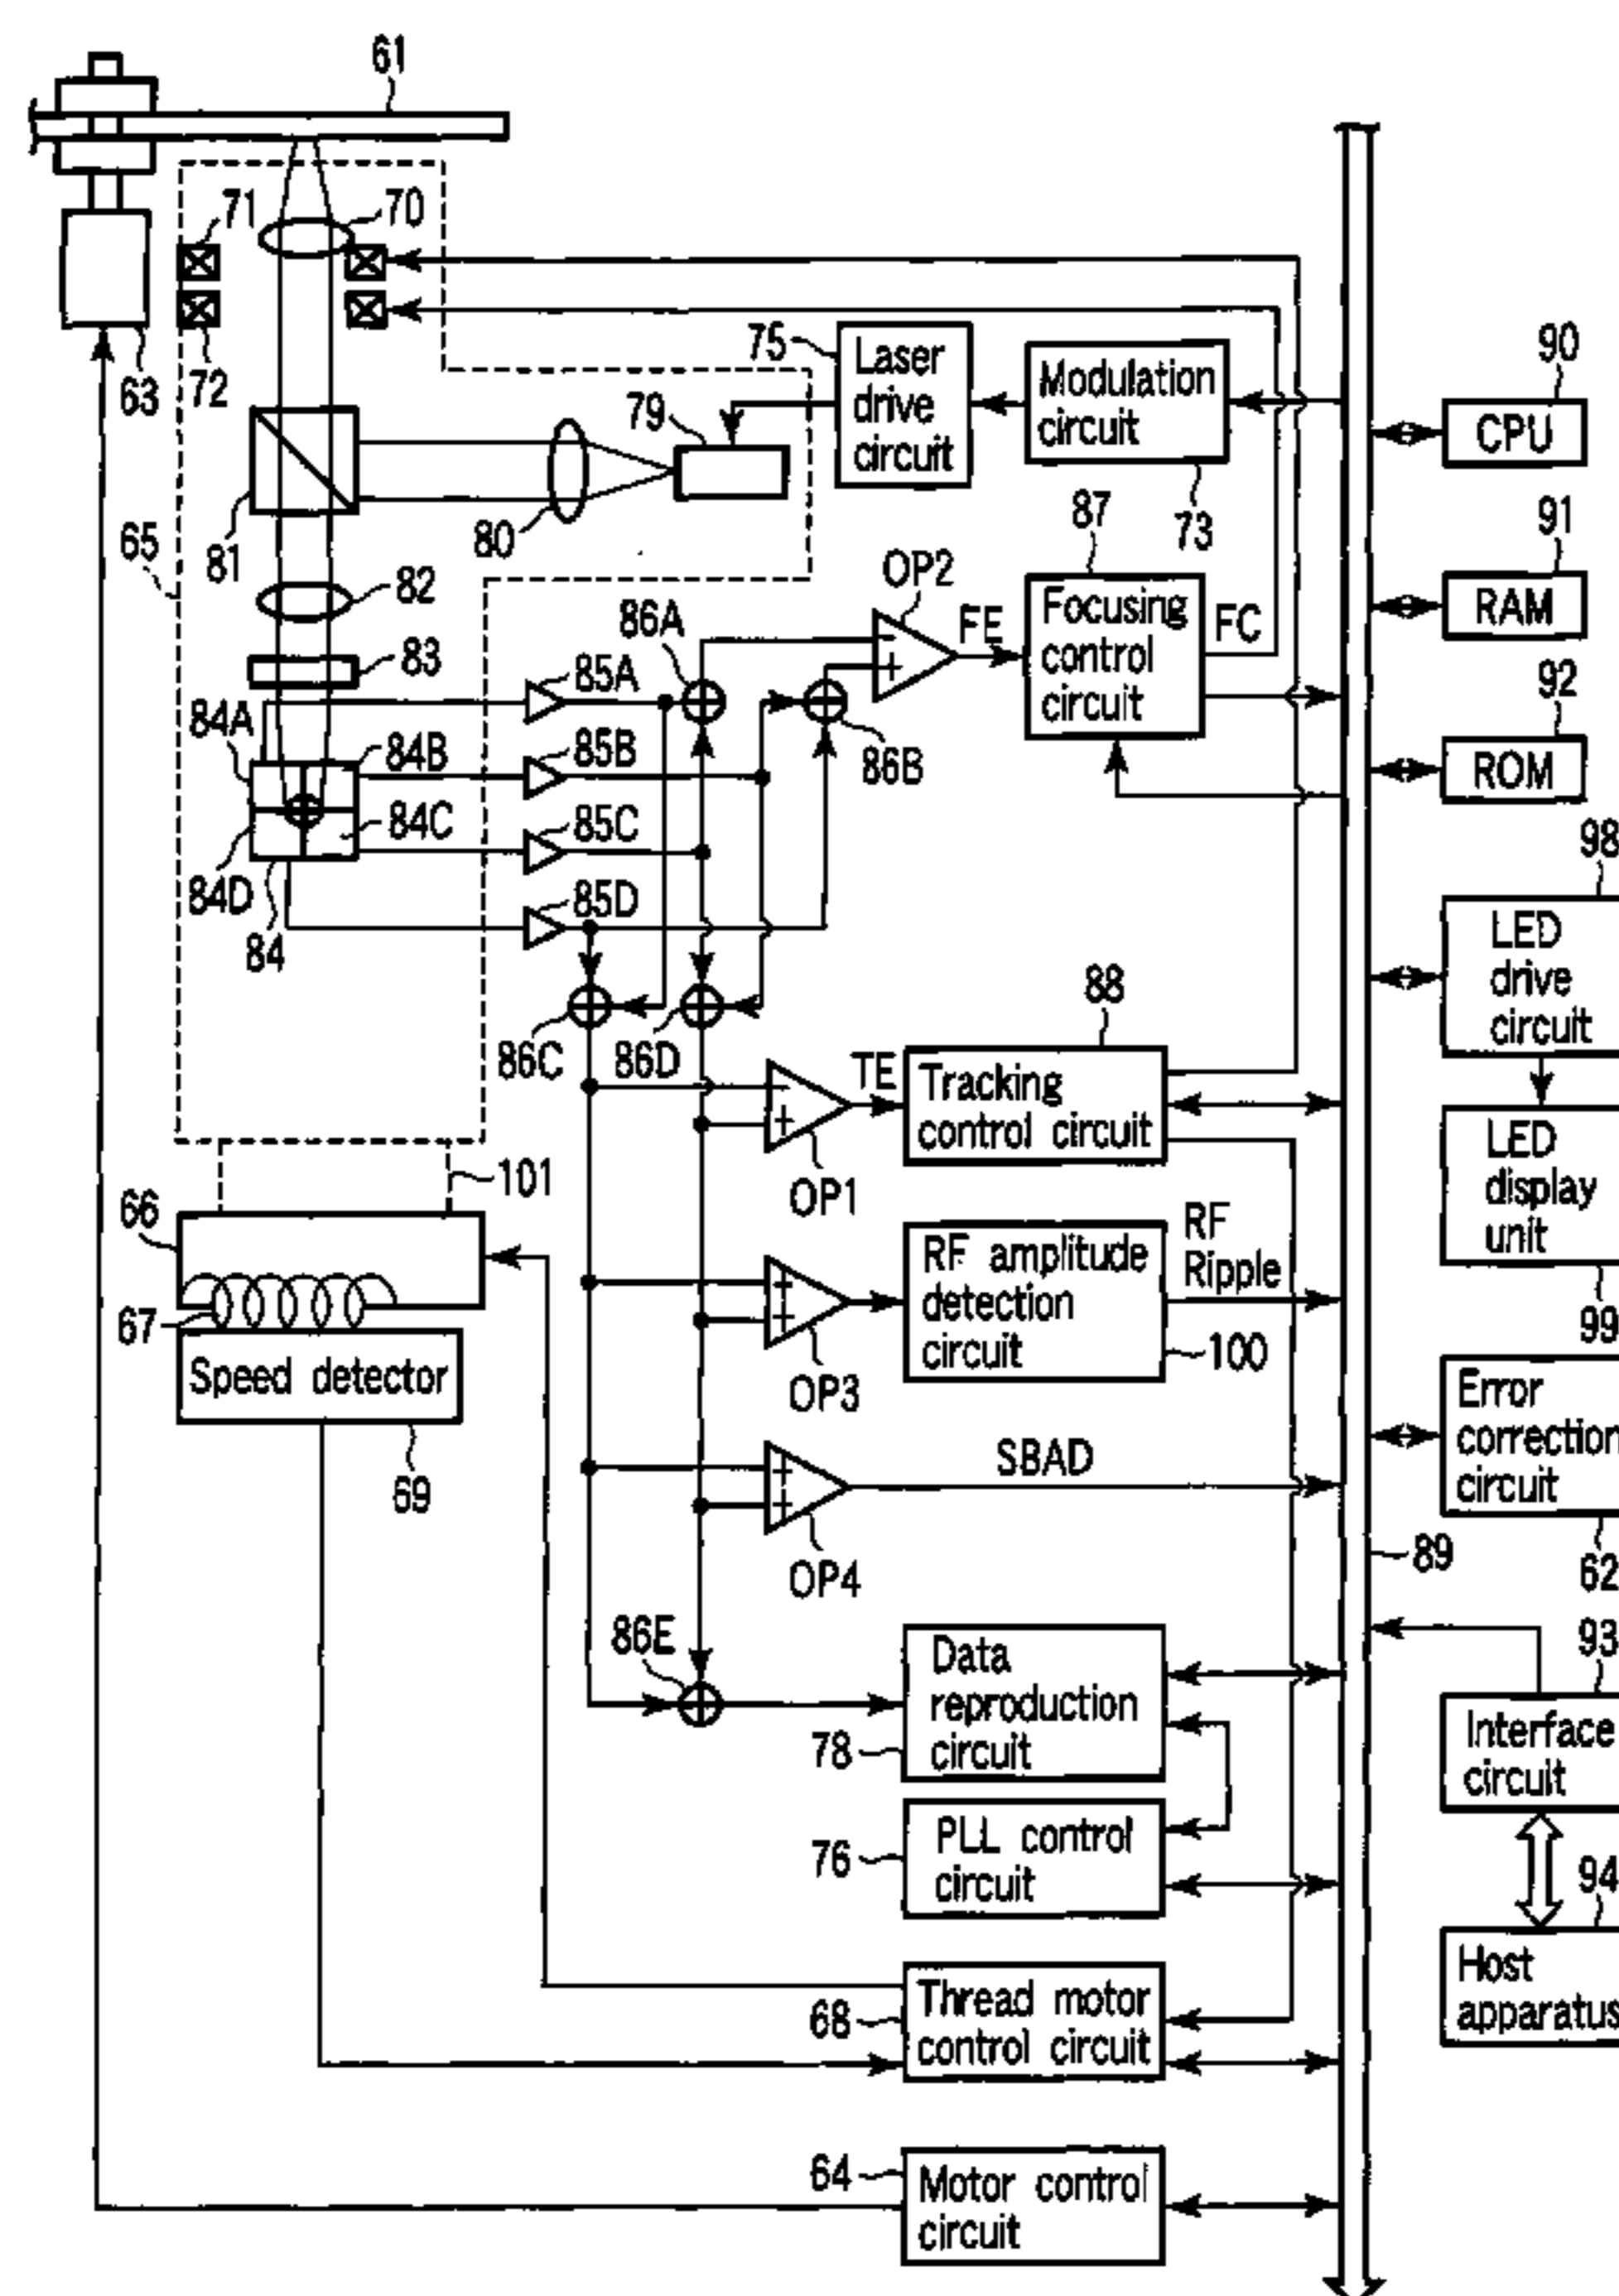 61
71
70
63
72
75
Laser
drive
circuit
Modulation
circuit
73
90
CPU
79
65
81
80
87
91
RAM
82
OP2
FE
Focusing
control
circuit
FC
86A
83
85A
92
ROM
84A
84B
85B
86B
84C
85C
84D
85D
84
98
LED
drive
circuit
86C
86D
88
TE
Tracking
control circuit
OP1
LED
display
unit
99
101
66
RF amplitude
detection
circuit
RF
Ripple
100
OP3
67
Speed detector
69
Error
correction
circuit
62
SBAD
OP4
89
86E
Data
reproduction
circuit
78
93
Interface
circuit
PLL control
circuit
76
94
Host
apparatus
68
Thread motor
control circuit
64
Motor control
circuit